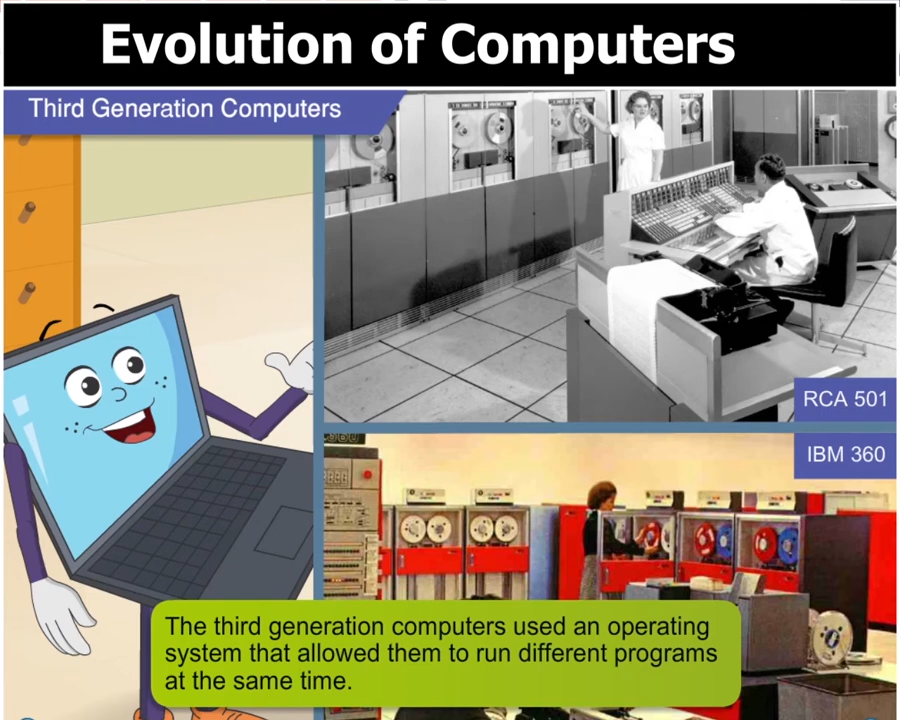 Evolution of Computers
Third Generation Computers
RCA 501
IBM 360
The third generation computers used an operating
system that allowed them to run different programs
at the same time.